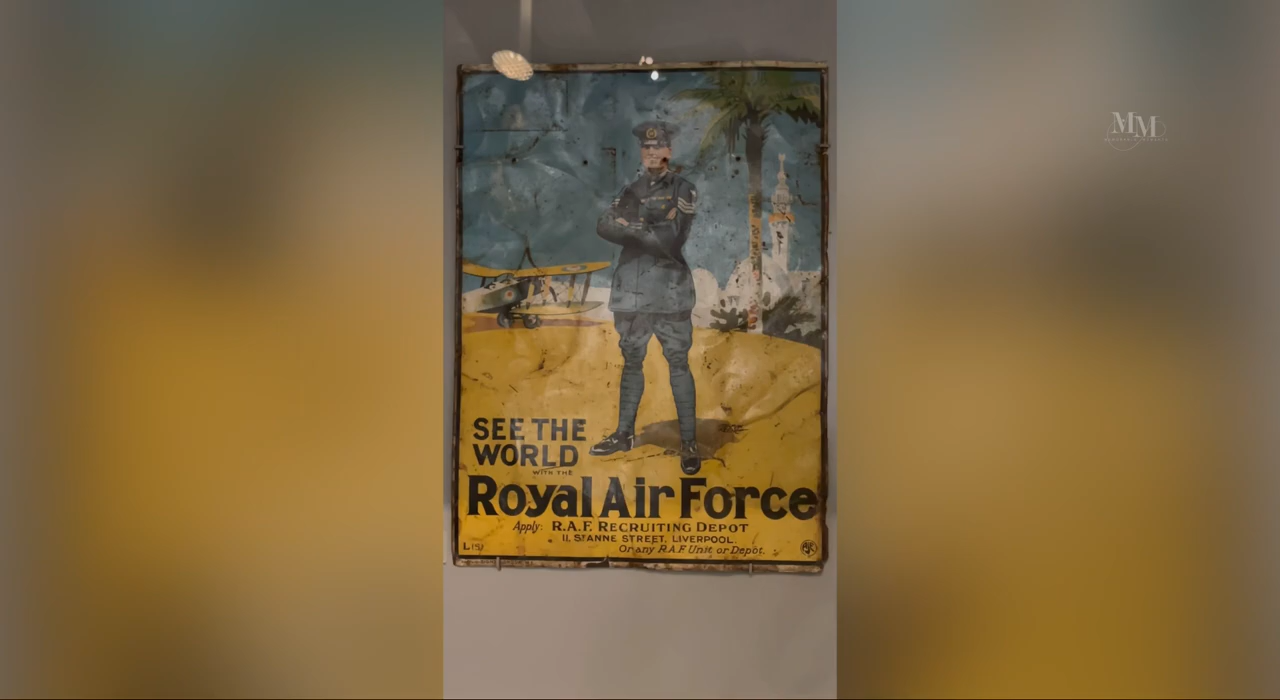 MM
SEE THE
WORLD
WITH THE
Royal Air Force
Apply: R.A.F. RECRUITING DEPOT
11, ST ANNE STREET, LIVERPOOL.
Or any R.A.F. Unit or Depot.
L151